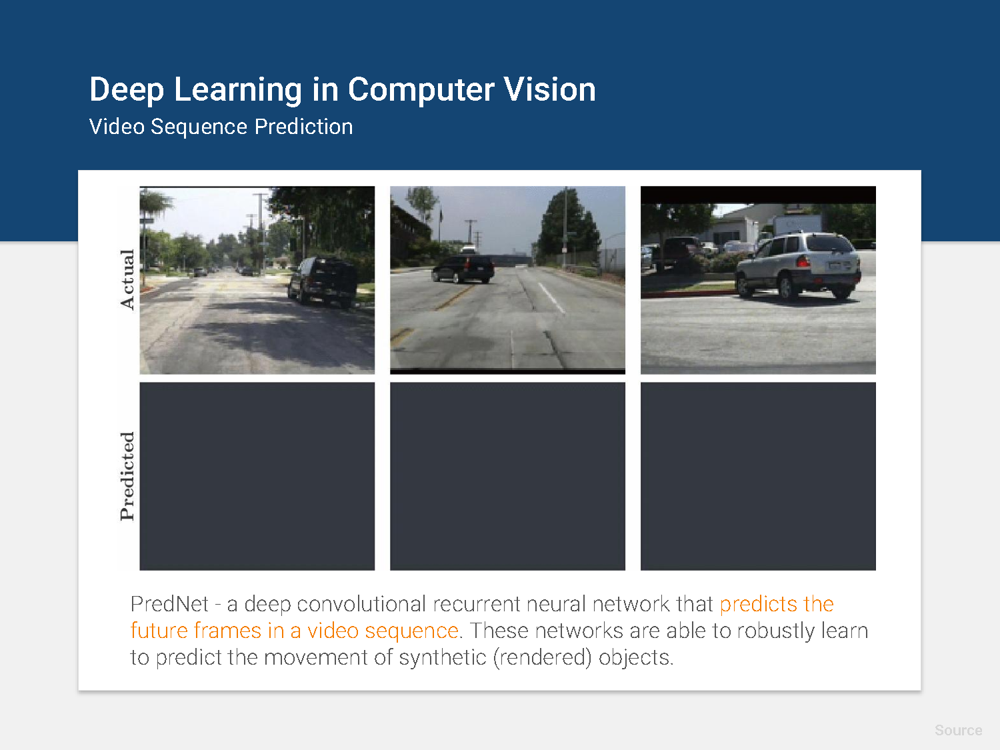 Deep Learning in Computer Vision
Video Sequence Prediction
Actual
Predicted
PredNet - a deep convolutional recurrent neural network that predicts the
future frames in a video sequence. These networks are able to robustly learn
to predict the movement of synthetic (rendered) objects.
Source